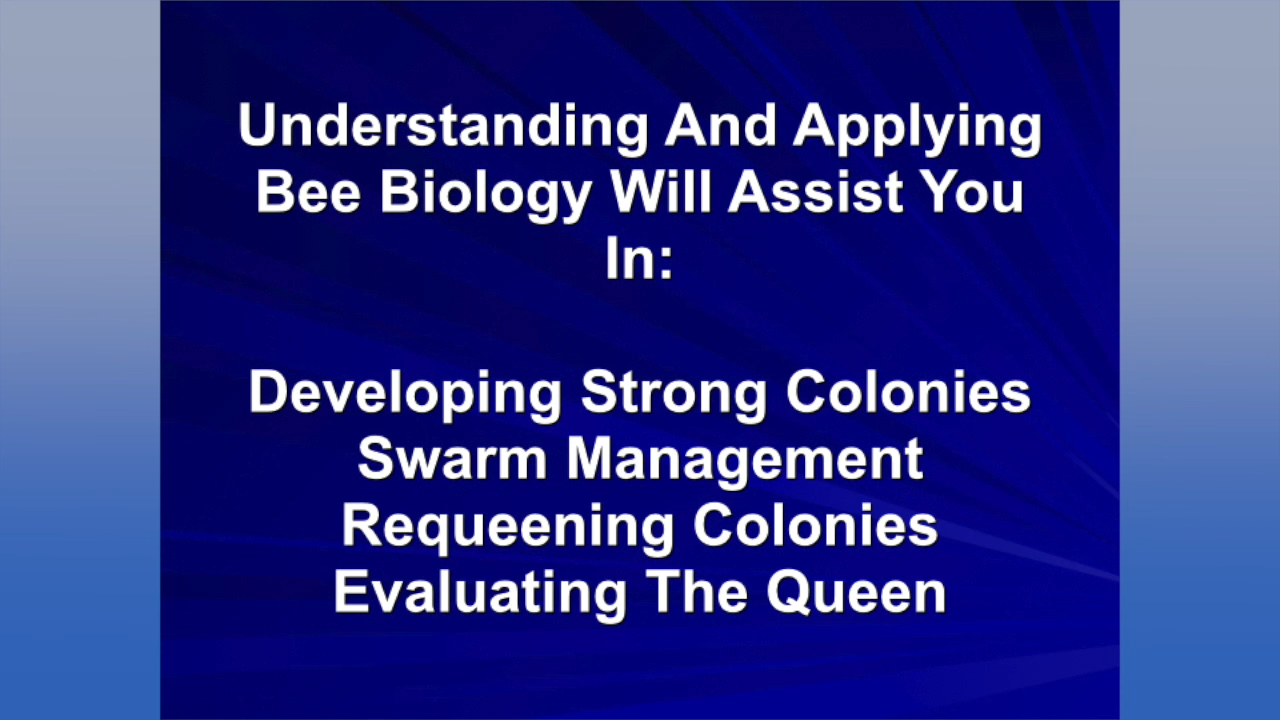 Understanding And Applying
Bee Biology Will Assist You
In:
Developing Strong Colonies
Swarm Management
Requeening Colonies
Evaluating The Queen